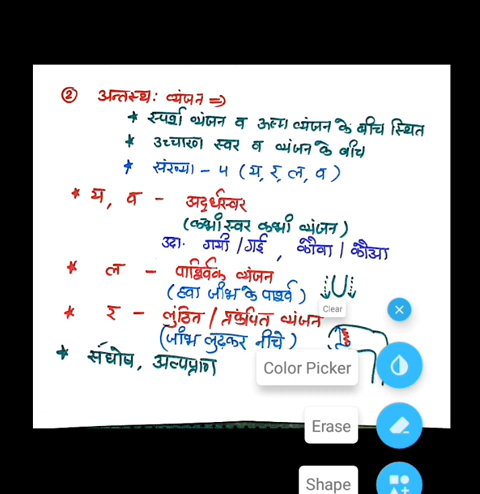 ② अन्तस्थः व्यंजन ⇒
* स्पर्श व्यंजन व ऊष्म व्यंजन के बीच स्थित
* उच्चारण स्वर व व्यंजन के बीच
* संख्या - 4 (य, र, ल, व)
* य, व - अर्द्धस्वर
(कभी स्वर कभी व्यंजन)
उदाः गयी / गई , कौवा / कौआ
* ल - पार्श्विक व्यंजन
(हवा जीभ के पार्श्व)
Clear
* र - लुंठित / प्रकंपित व्यंजन
(जीभ लुढ़कर नीचे)
* संघोष, अल्पप्राण
Color Picker
Erase
Shape